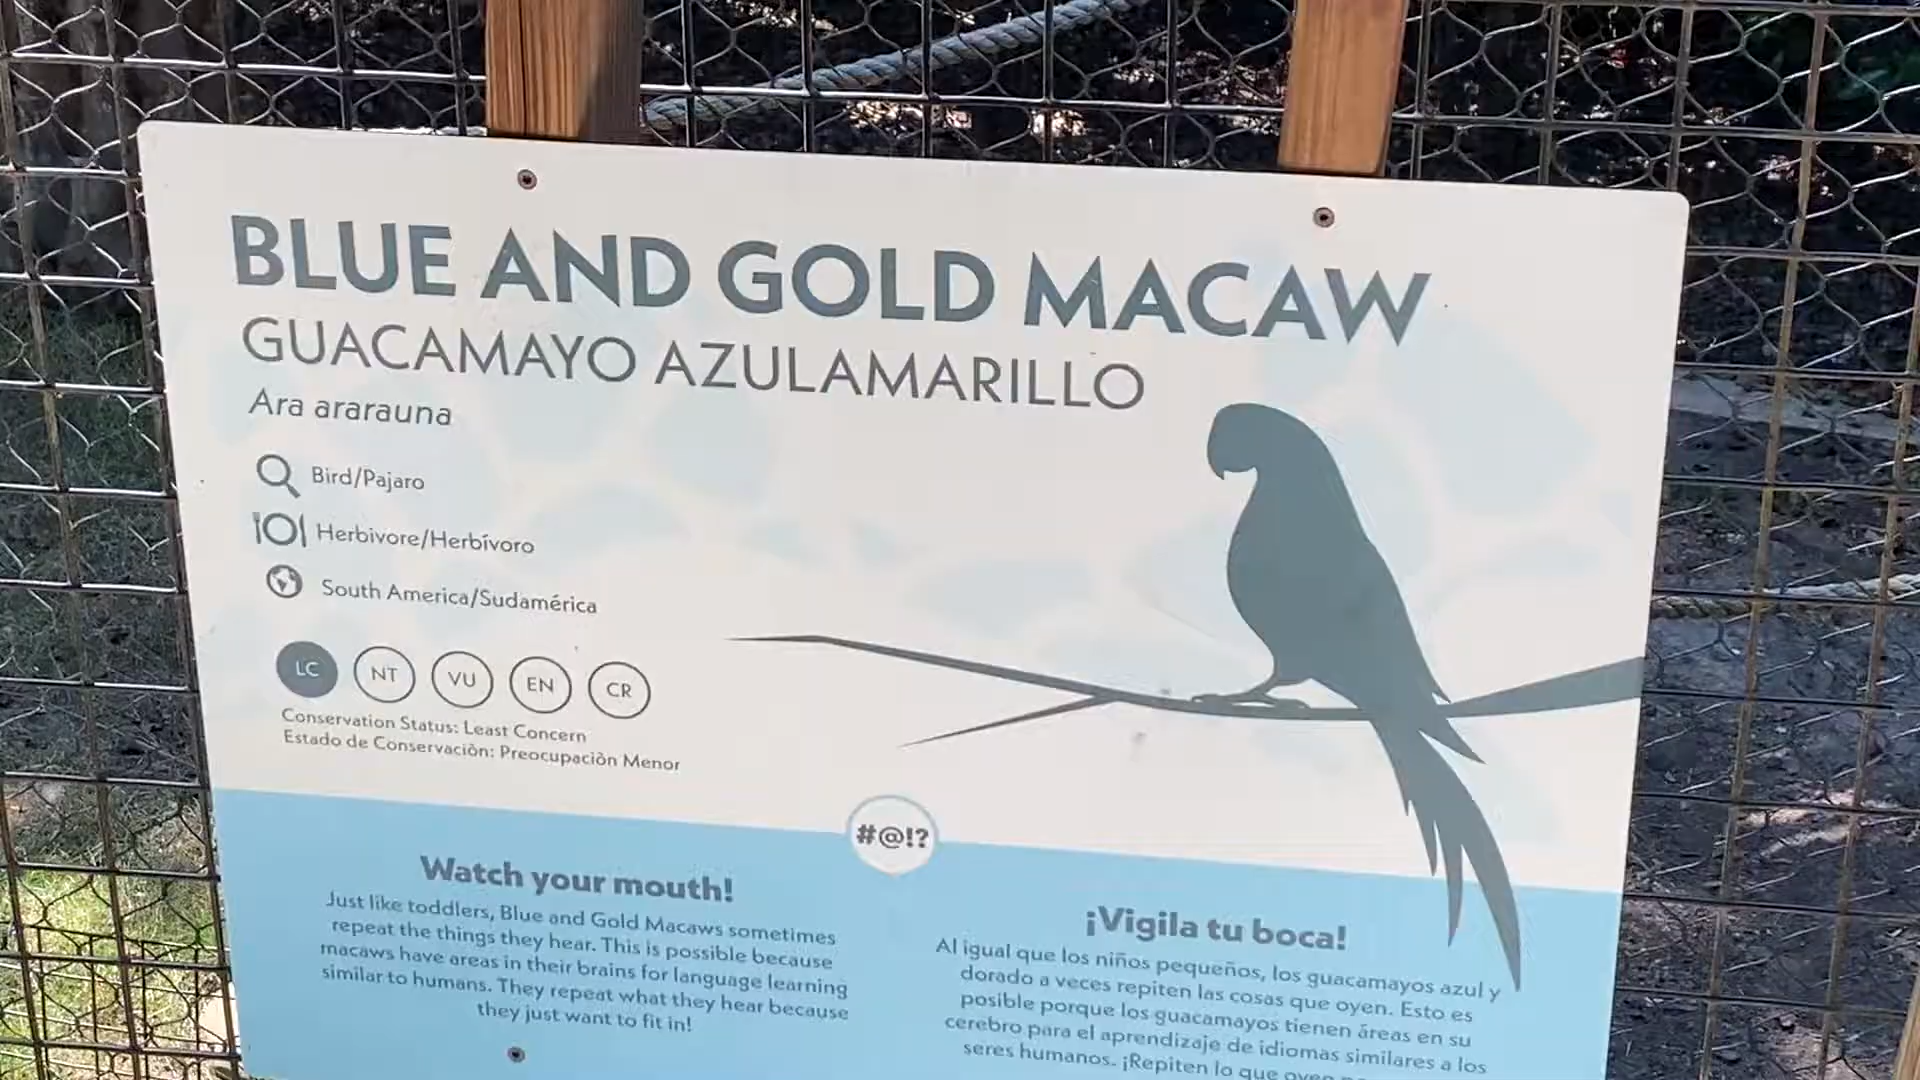 BLUE AND GOLD MACAW
GUACAMAYO AZULAMARILLO
Ara ararauna
Bird/Pajaro
Herbivore/Herbívoro
South America/Sudamérica
LC NT VU EN CR
Conservation Status: Least Concern
Estado de Conservaciòn: Preocupaciòn Menor
#@!?
Watch your mouth!
Just like toddlers, Blue and Gold Macaws sometimes
repeat the things they hear. This is possible because
macaws have areas in their brains for language learning
similar to humans. They repeat what they hear because
they just want to fit in!
¡Vigila tu boca!
Al igual que los niños pequeños, los guacamayos azul y
dorado a veces repiten las cosas que oyen. Esto es
posible porque los guacamayos tienen áreas en su
cerebro para el aprendizaje de idiomas similares a los
seres humanos. ¡Repiten lo que oyen